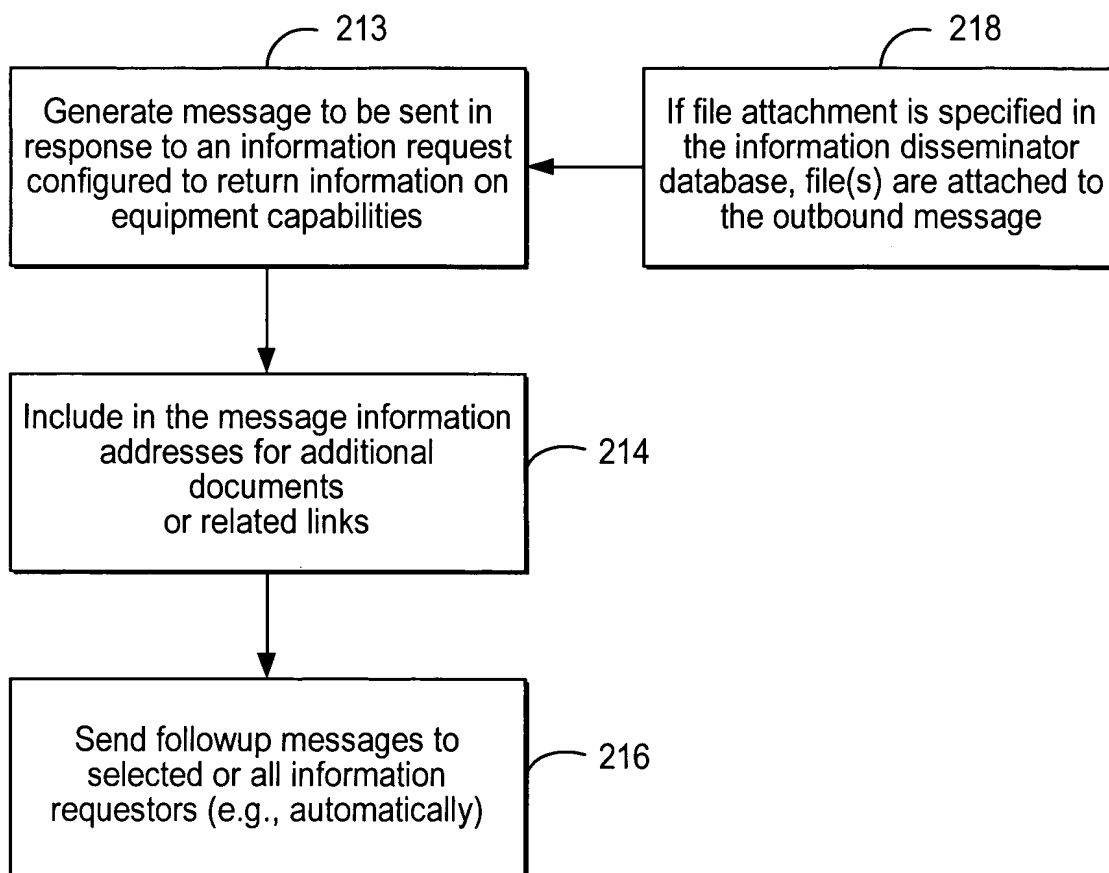 213
Generate message to be sent in
response to an information request
configured to return information on
equipment capabilities
218
If file attachment is specified in
the information disseminator
database, file(s) are attached to
the outbound message
Include in the message information
addresses for additional
documents
or related links
214
Send followup messages to
selected or all information
requestors (e.g., automatically)
216